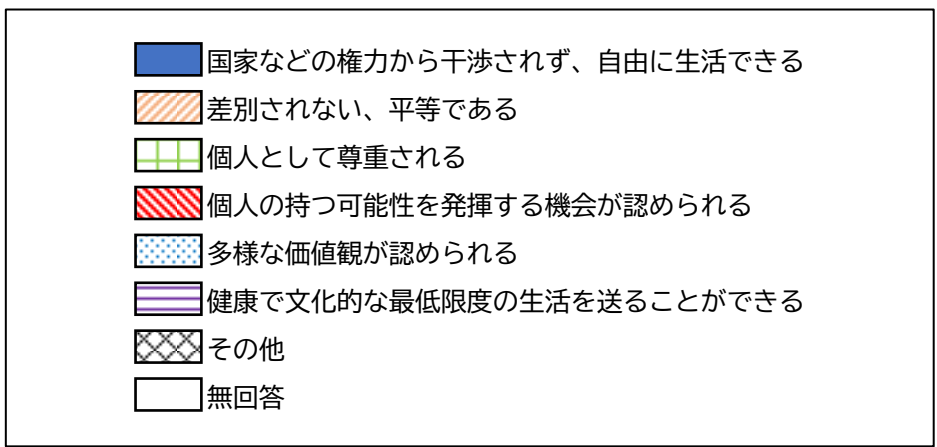 国家などの権力から干渉されず、自由に生活できる
差別されない、平等である
個人として尊重される
個人の持つ可能性を発揮する機会が認められる
多様な価値観が認められる
健康で文化的な最低限度の生活を送ることができる
その他
無回答